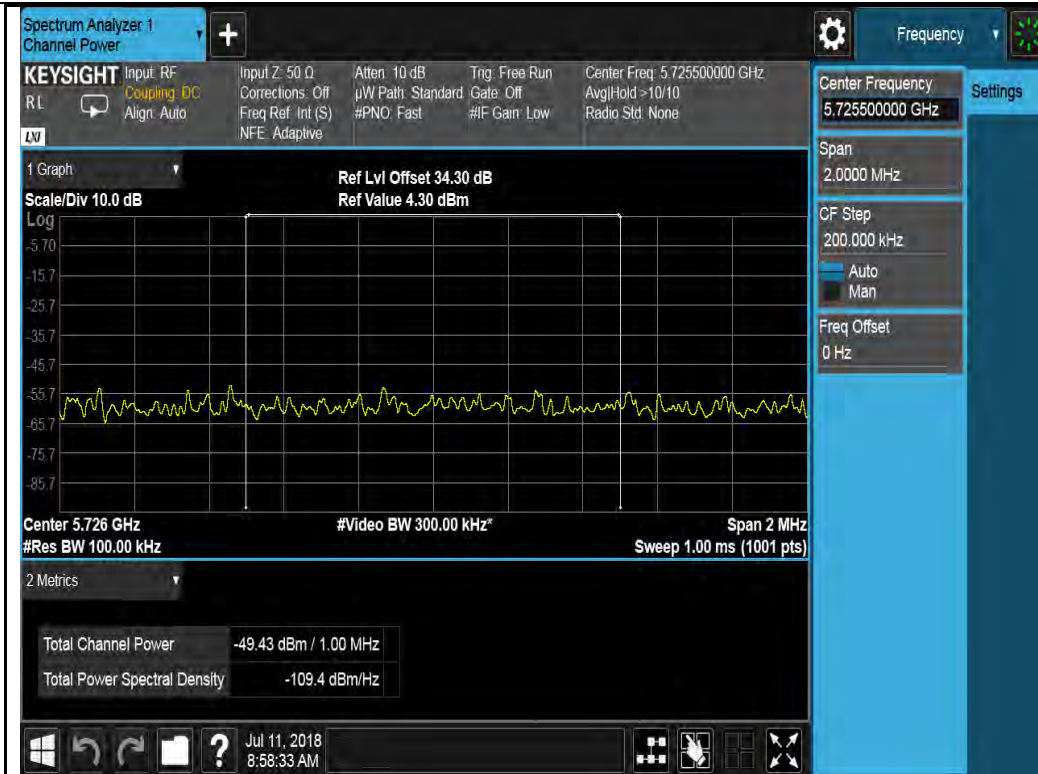 Spectrum Analyzer 1
Channel Power
+
Frequency
KEYSIGHT
R L
LXI
Input: RF
Coupling: DC
Align: Auto
Input Z: 50 Ω
Corrections: Off
Freq Ref: Int (S)
NFE: Adaptive
Atten: 10 dB
µW Path: Standard
#PNO: Fast
Trig: Free Run
Gate: Off
#IF Gain: Low
Center Freq: 5.725500000 GHz
Avg|Hold >10/10
Radio Std: None
Center Frequency
5.725500000 GHz
Settings
Span
2.0000 MHz
CF Step
200.000 kHz
Auto
Man
Freq Offset
0 Hz
1 Graph
Scale/Div 10.0 dB
Ref Lvl Offset 34.30 dB
Ref Value 4.30 dBm
Log
-5.70
-15.7
-25.7
-35.7
-45.7
-55.7
-65.7
-75.7
-85.7
Center 5.726 GHz
#Video BW 300.00 kHz*
Span 2 MHz
#Res BW 100.00 kHz
Sweep 1.00 ms (1001 pts)
2 Metrics
Total Channel Power -49.43 dBm / 1.00 MHz
Total Power Spectral Density -109.4 dBm/Hz
?
Jul 11, 2018
8:58:33 AM